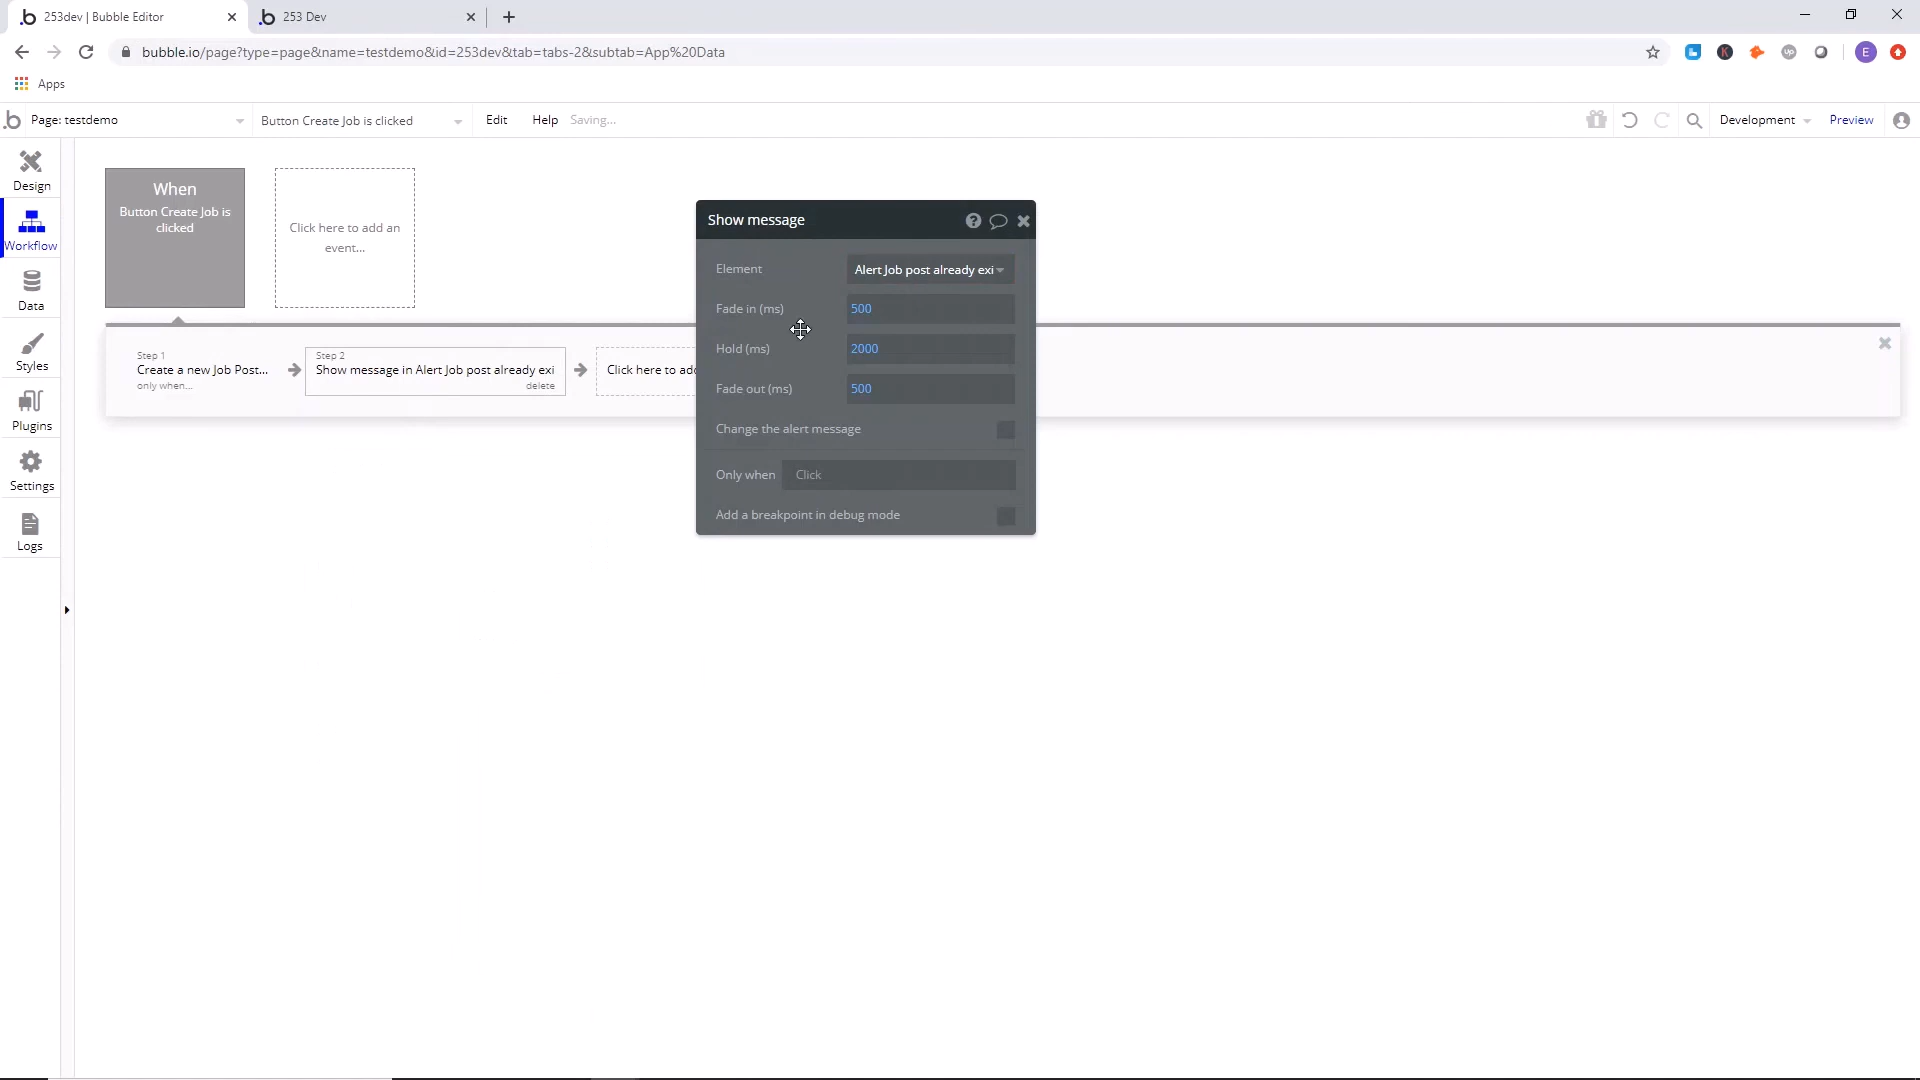 253dev | Bubble Editor
253 Dev
bubble.io/page?type=page&name=testdemo&id=253dev&tab=tabs-2&subtab=App%20Data
E
Apps
Page: testdemo
Button Create Job is clicked
Edit
Help
Saving...
Development
Preview
Design
Workflow
Data
Styles
Plugins
Settings
Logs
When
Button Create Job is
clicked
Click here to add an
event...
Step 1
Create a new Job Post...
only when...
Step 2
Show message in Alert Job post already exi
delete
Click here to add
Show message
Element
Alert Job post already exi
Fade in (ms)
500
Hold (ms)
2000
Fade out (ms)
500
Change the alert message
Only when
Click
Add a breakpoint in debug mode